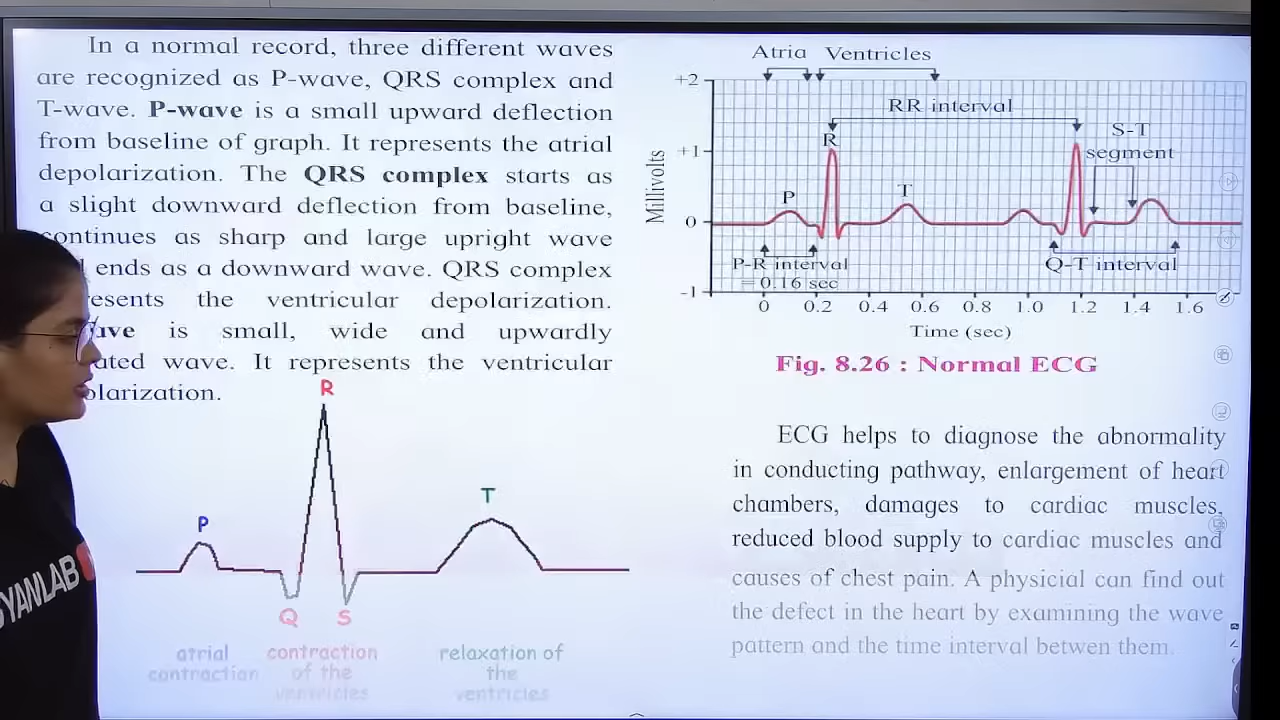 In a normal record, three different waves
are recognized as P-wave, QRS complex and
T-wave. P-wave is a small upward deflection
from baseline of graph. It represents the atrial
depolarization. The QRS complex starts as
a slight downward deflection from baseline,
continues as sharp and large upright wave
ends as a downward wave. QRS complex
the ventricular depolarization.
is small, wide and upwardly
wave. It represents the ventricular
R
P
T
Q
S
atrial
contraction
contraction
of the
ventricles
relaxation of
the
ventricles
Atria Ventricles
+2
+1
0
-1
Millivolts
RR interval
R
S-T
segment
P
T
P-R interval
= 0.16 sec
Q-T interval
0 0.2 0.4 0.6 0.8 1.0 1.2 1.4 1.6
Time (sec)
Fig. 8.26 : Normal ECG
ECG helps to diagnose the abnormality
in conducting pathway, enlargement of heart
chambers, damages to cardiac muscles,
reduced blood supply to cardiac muscles and
causes of chest pain. A physicial can find out
the defect in the heart by examining the wave
pattern and the time interval betwen them.
GYANLAB